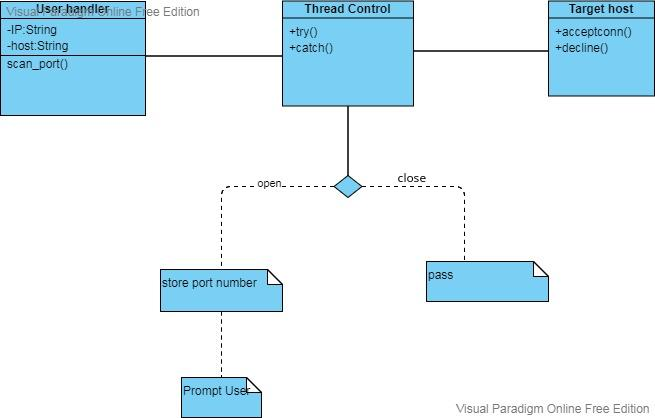 User handler
Visual Paradigm Online Free Edition
-IP:String
-host:String
scan_port()
Thread Control
+try()
+catch()
Target host
+acceptconn()
+decline()
open
close
store port number
pass
Prompt User
Visual Paradigm Online Free Edition